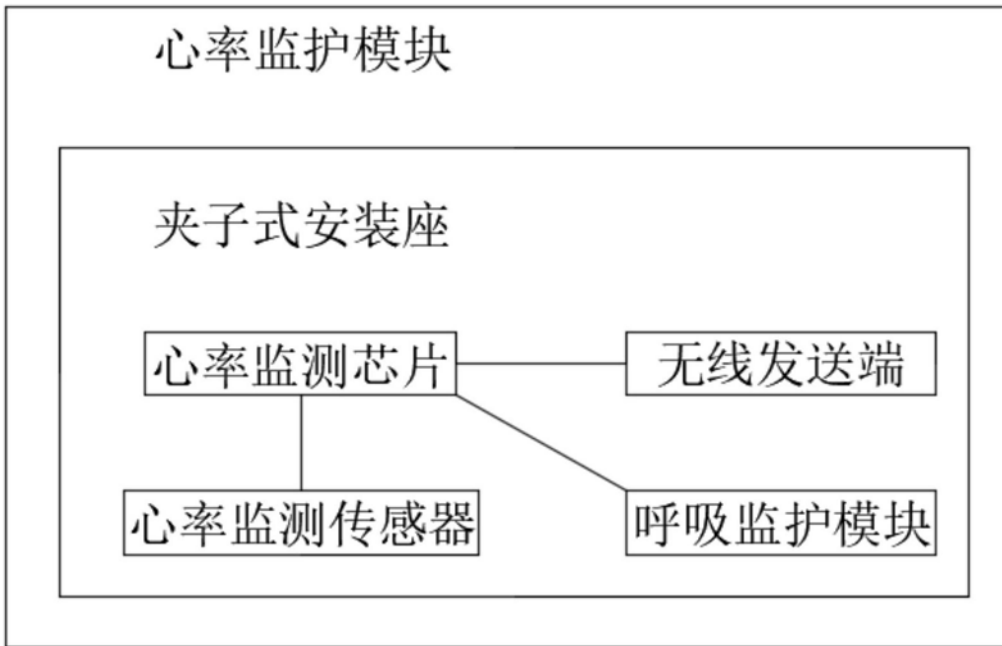 心率监护模块
夹子式安装座
心率监测芯片
无线发送端
心率监测传感器
呼吸监护模块